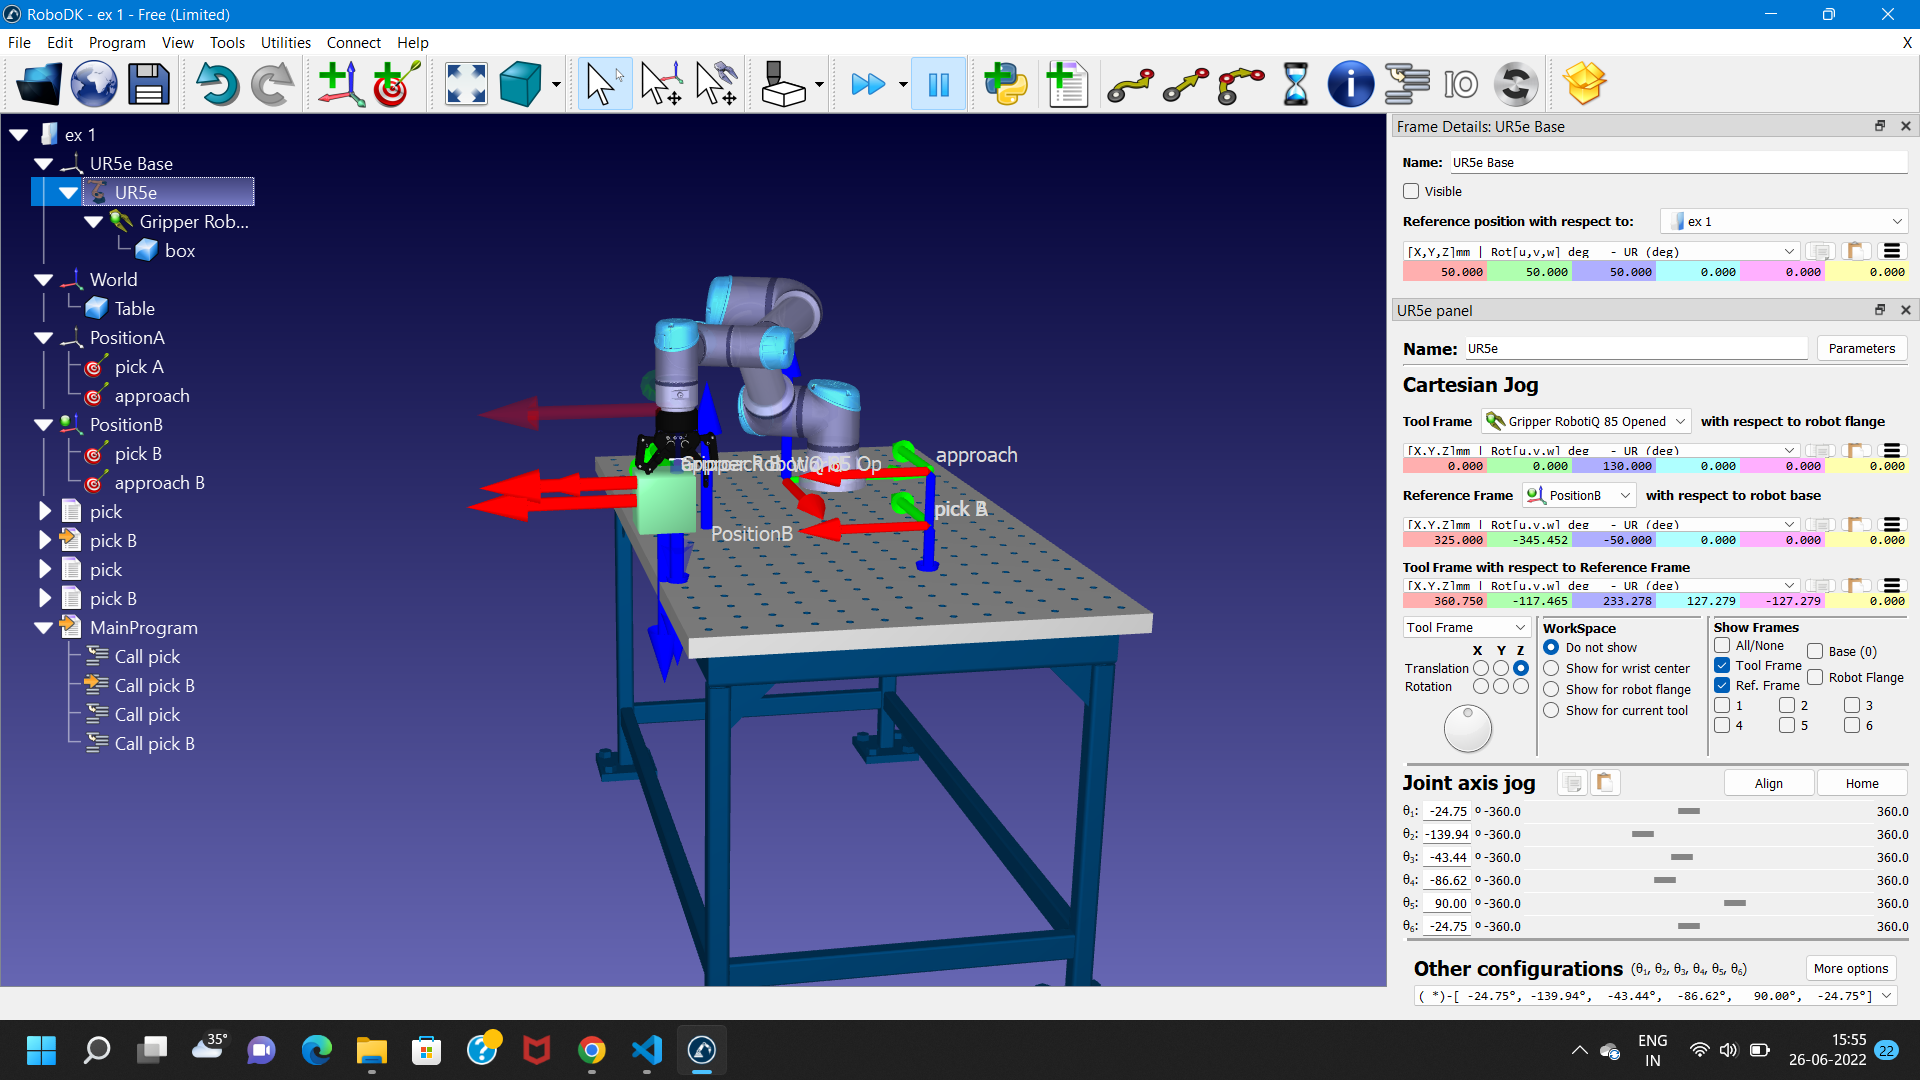 RoboDK - ex 1 - Free (Limited)
File Edit Program View Tools Utilities Connect Help X
IO
ex 1
UR5e Base
UR5e
Gripper Rob...
box
World
Table
PositionA
pick A
approach
PositionB
pick B
approach B
pick
pick B
pick
pick B
MainProgram
Call pick
Call pick B
Call pick
Call pick B
approach
PositionB
Frame Details: UR5e Base
Name: UR5e Base
Visible
Reference position with respect to: ex 1
[X,Y,Z]mm | Rot[u,v,w] deg - UR (deg)
50.000 50.000 50.000 0.000 0.000 0.000
UR5e panel
Name: UR5e Parameters
Cartesian Jog
Tool Frame Gripper RobotiQ 85 Opened with respect to robot flange
[X,Y,Z]mm | Rot[u,v,w] deg - UR (deg)
0.000 0.000 130.000 0.000 0.000 0.000
Reference Frame PositionB with respect to robot base
[X,Y,Z]mm | Rot[u,v,w] deg - UR (deg)
325.000 -345.452 -50.000 0.000 0.000 0.000
Tool Frame with respect to Reference Frame
[X,Y,Z]mm | Rot[u,v,w] deg - UR (deg)
360.750 -117.465 233.278 127.279 -127.279 0.000
Tool Frame
X Y Z
Translation
Rotation
WorkSpace
Do not show
Show for wrist center
Show for robot flange
Show for current tool
Show Frames
All/None Base (0)
Tool Frame
Ref. Frame Robot Flange
1 2 3
4 5 6
Joint axis jog Align Home
θ1: -24.75 º -360.0 360.0
θ2: -139.94 º -360.0 360.0
θ3: -43.44 º -360.0 360.0
θ4: -86.62 º -360.0 360.0
θ5: 90.00 º -360.0 360.0
θ6: -24.75 º -360.0 360.0
Other configurations (θ1, θ2, θ3, θ4, θ5, θ6) More options
( *)-[ -24.75°, -139.94°, -43.44°, -86.62°, 90.00°, -24.75°]
35°
ENG
IN
15:55
26-06-2022
22